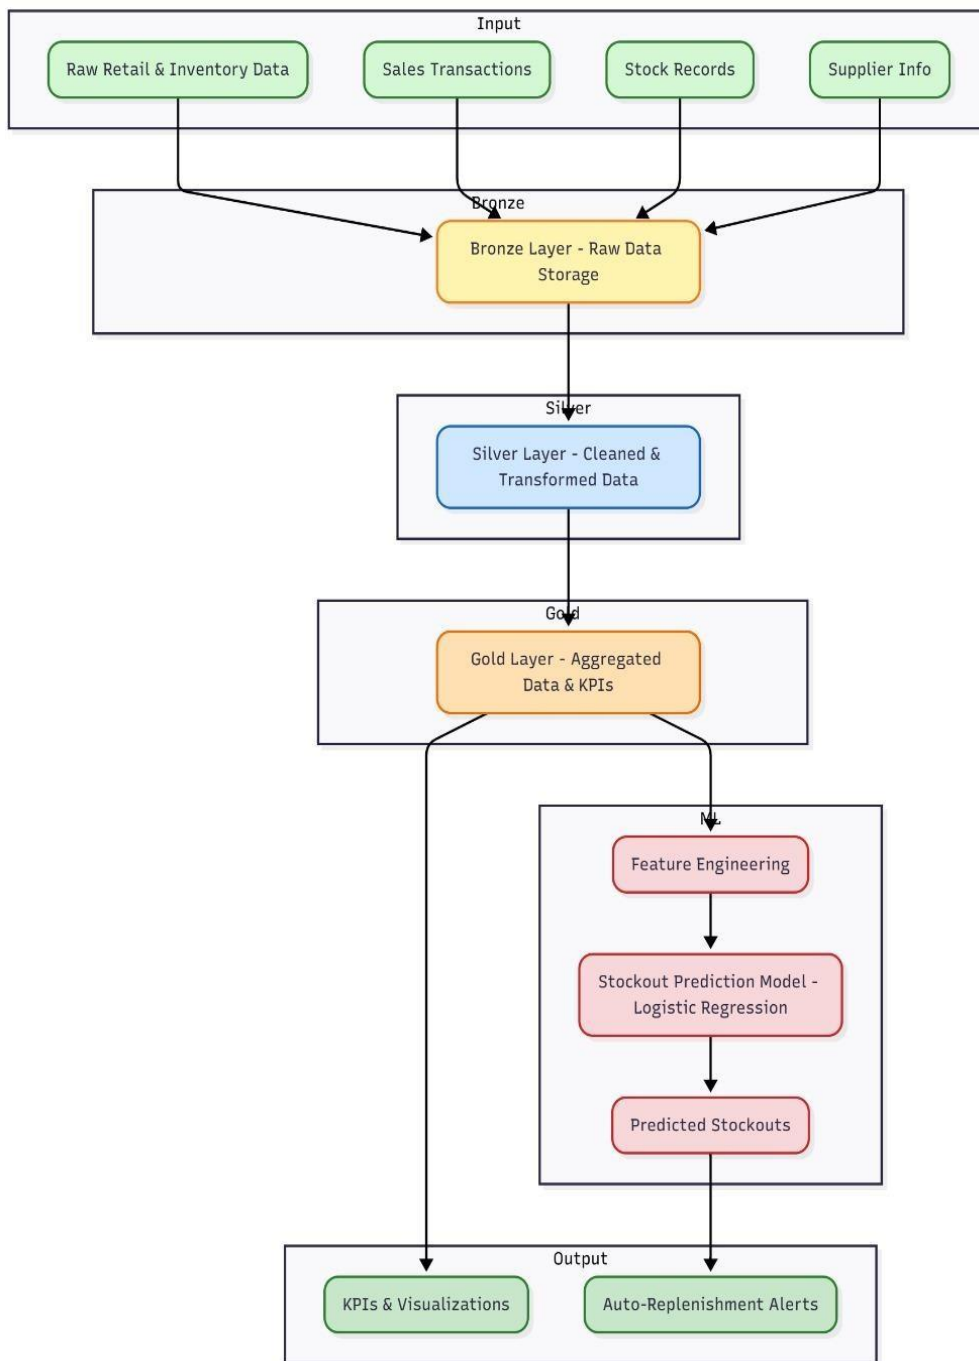 Input
Raw Retail & Inventory Data
Sales Transactions
Stock Records
Supplier Info
Bronze
Bronze Layer - Raw Data
Storage
Silver
Silver Layer - Cleaned &
Transformed Data
Gold
Gold Layer - Aggregated
Data & KPIs
ML
Feature Engineering
Stockout Prediction Model -
Logistic Regression
Predicted Stockouts
Output
KPIs & Visualizations
Auto-Replenishment Alerts